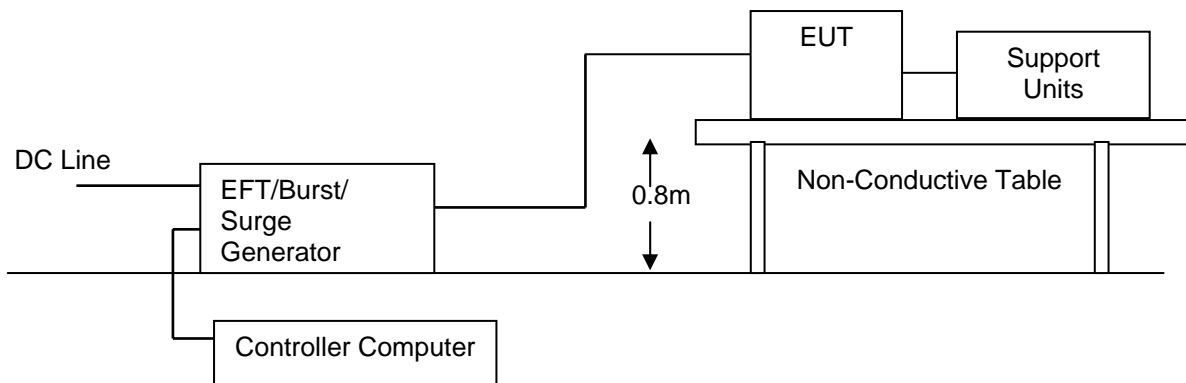 EUT
Support
Units
DC Line
EFT/Burst/
Surge
Generator
0.8m
Non-Conductive Table
Controller Computer